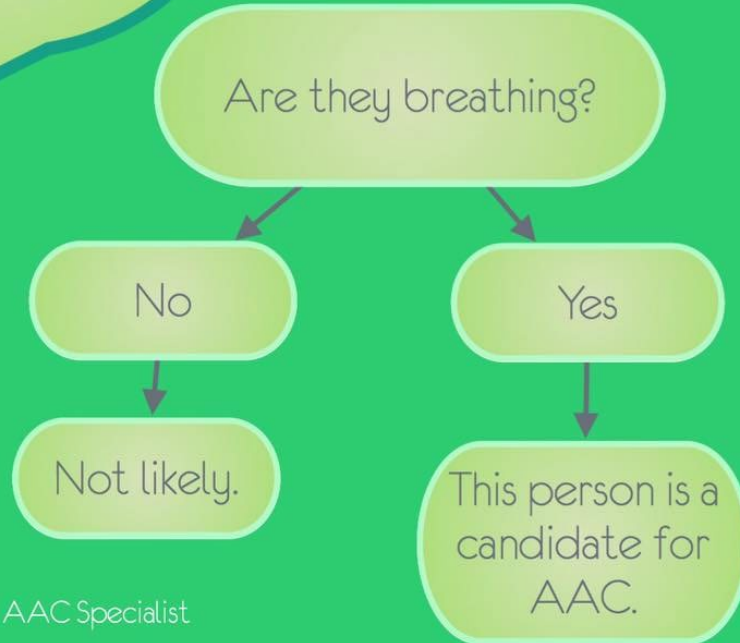 Are they breathing?
No
Yes
Not likely.
This person is a
candidate for
AAC.
AAC Specialist